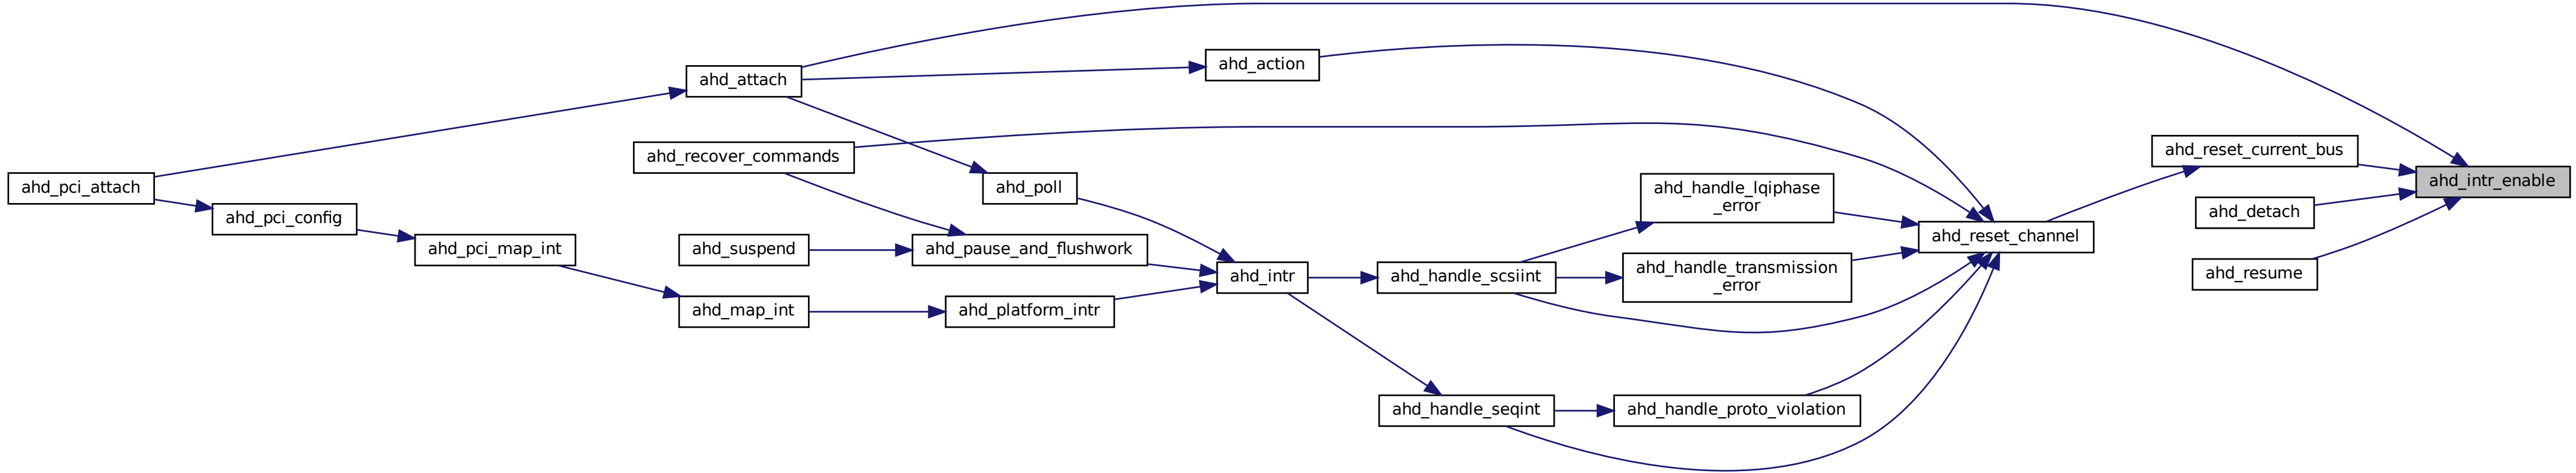 ahd_action
ahd_attach
ahd_reset_current_bus
ahd_recover_commands
ahd_intr_enable
ahd_pci_attach
ahd_poll
ahd_handle_lqiphase
_error
ahd_detach
ahd_pci_config
ahd_reset_channel
ahd_pci_map_int
ahd_suspend
ahd_pause_and_flushwork
ahd_resume
ahd_intr
ahd_handle_scsiint
ahd_handle_transmission
_error
ahd_map_int
ahd_platform_intr
ahd_handle_seqint
ahd_handle_proto_violation